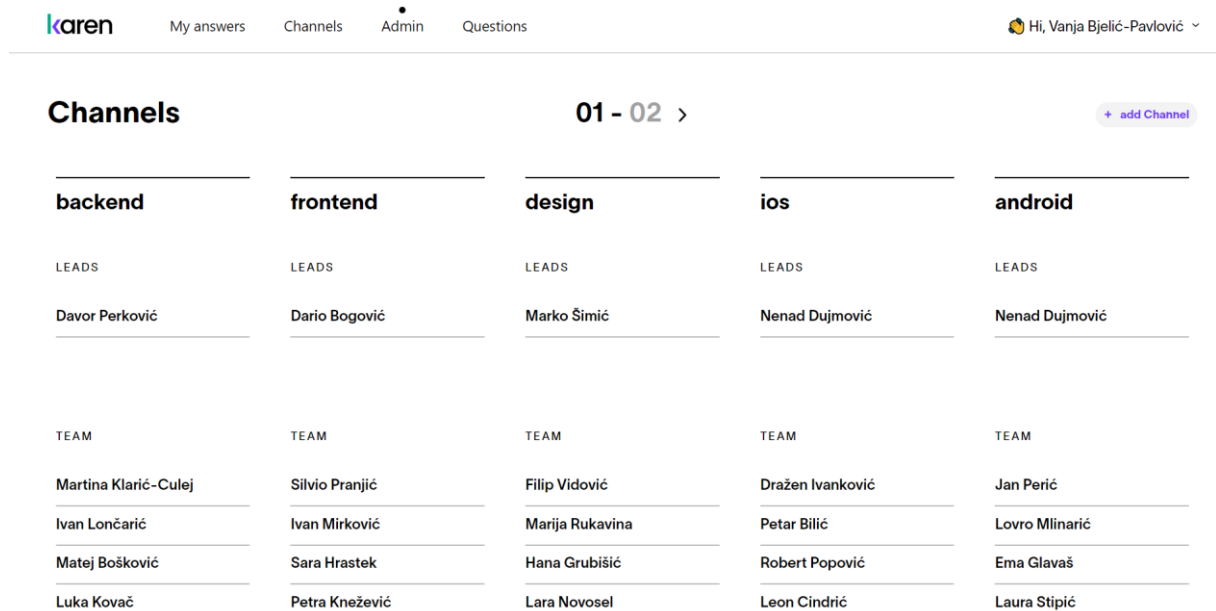 karen My answers Channels Admin Questions Hi, Vanja Bjelić-Pavlović
Channels 01 - 02 + add Channel
backend frontend design ios android
LEADS LEADS LEADS LEADS LEADS
Davor Perković Dario Bogović Marko Šimić Nenad Dujmović Nenad Dujmović
TEAM TEAM TEAM TEAM TEAM
Martina Klarić-Culej Silvio Pranjić Filip Vidović Dražen Ivanković Jan Perić
Ivan Lončarić Ivan Mirković Marija Rukavina Petar Bilić Lovro Mlinarić
Matej Bošković Sara Hrastek Hana Grubišić Robert Popović Ema Glavaš
Luka Kovač Petra Knežević Lara Novosel Leon Cindrić Laura Stipić